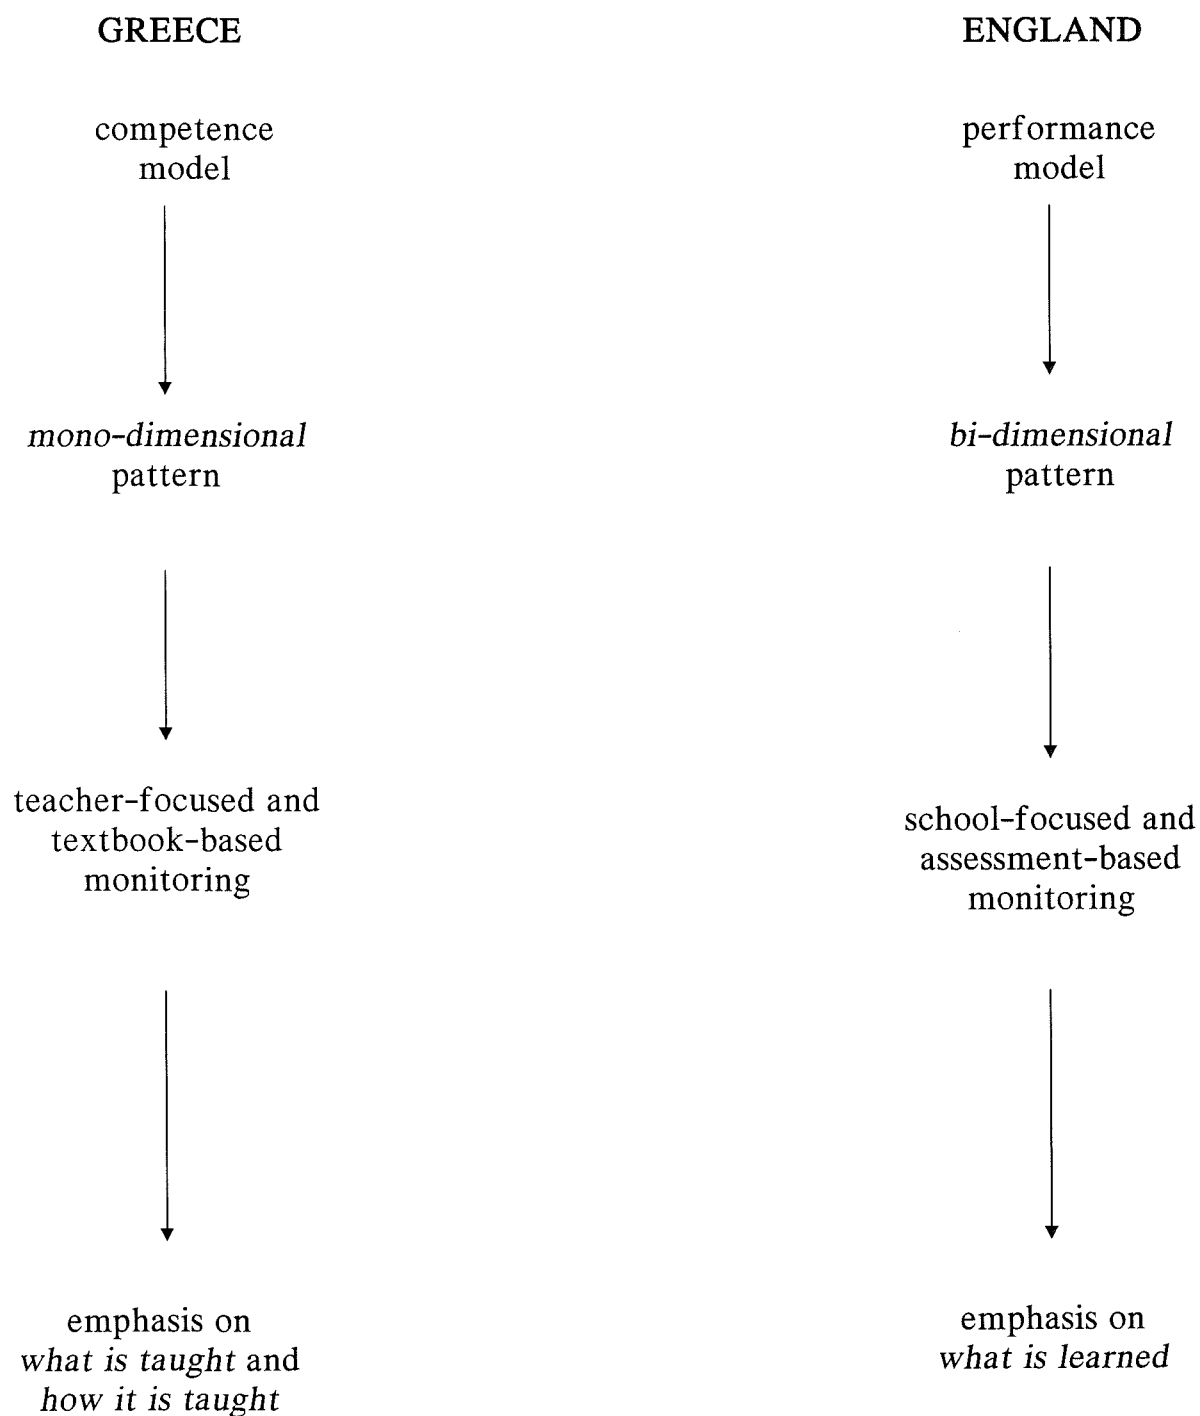 GREECE
competence
model
mono-dimensional
pattern
teacher-focused and
textbook-based
monitoring
emphasis on
what is taught and
how it is taught
ENGLAND
performance
model
bi-dimensional
pattern
school-focused and
assessment-based
monitoring
emphasis on
what is learned